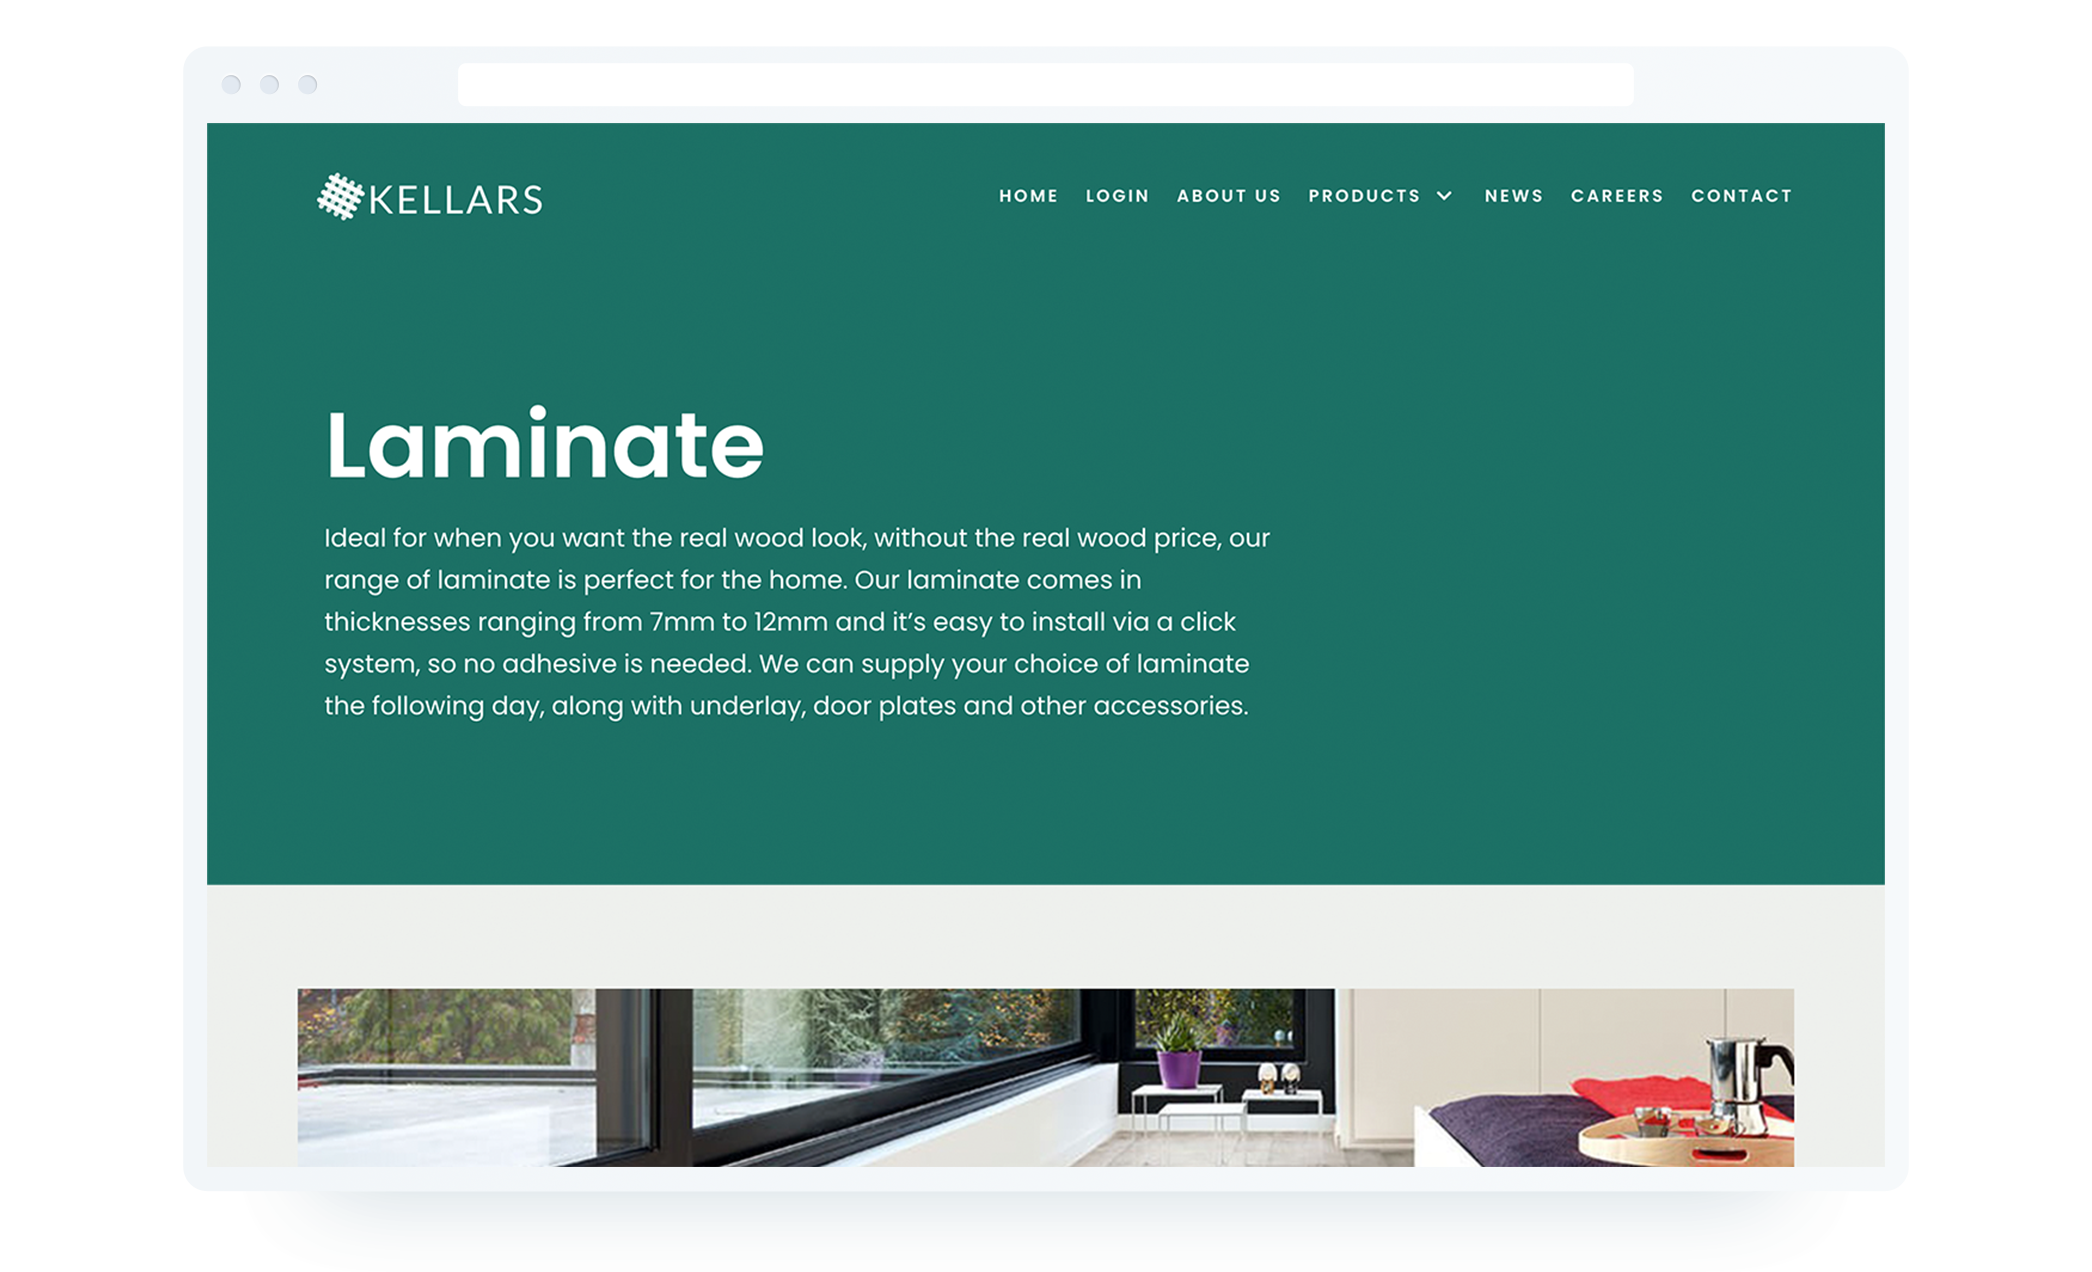 KELLARS
HOME LOGIN ABOUT US PRODUCTS NEWS CAREERS CONTACT
Laminate
Ideal for when you want the real wood look, without the real wood price, our
range of laminate is perfect for the home. Our laminate comes in
thicknesses ranging from 7mm to 12mm and it’s easy to install via a click
system, so no adhesive is needed. We can supply your choice of laminate
the following day, along with underlay, door plates and other accessories.